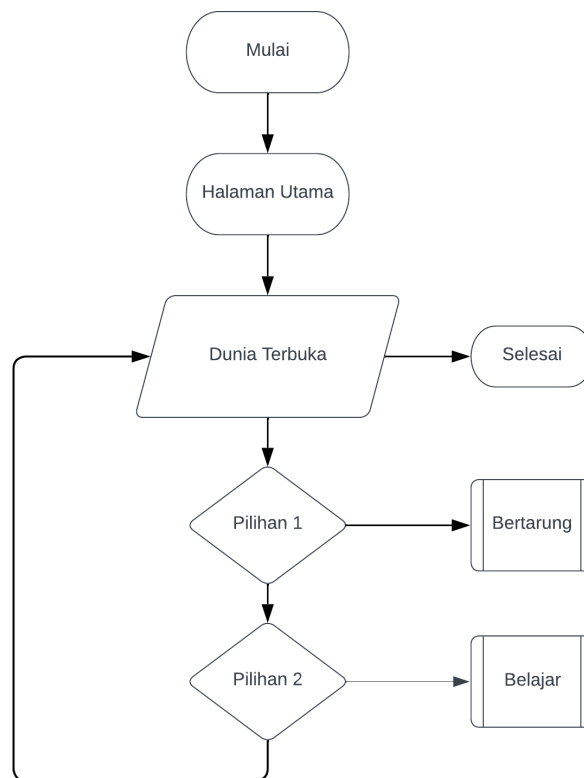 Mulai
Halaman Utama
Dunia Terbuka
Selesai
Pilihan 1
Bertarung
Pilihan 2
Belajar